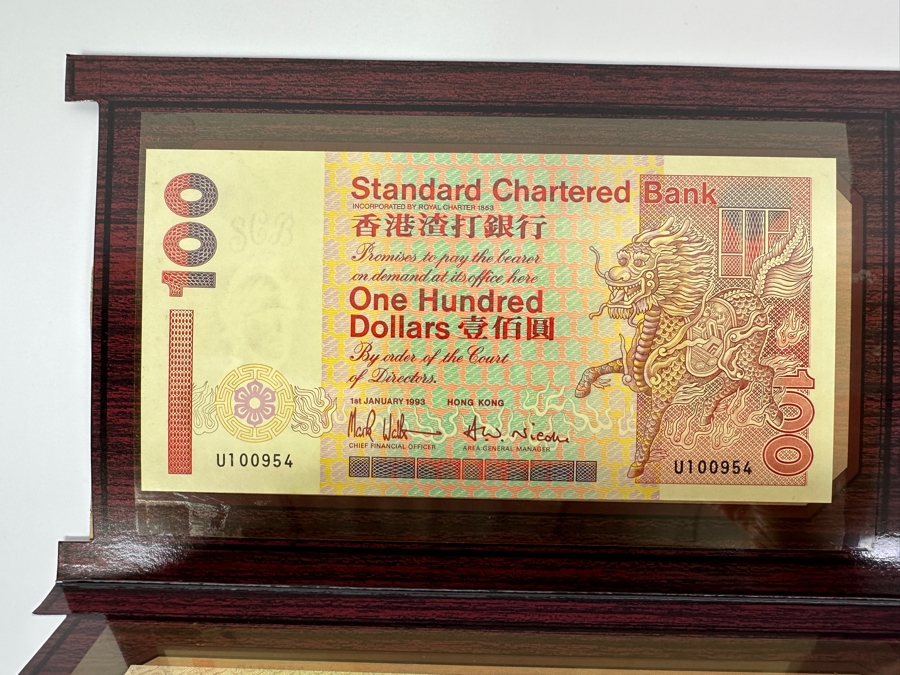 100
Standard Chartered Bank
INCORPORATED BY ROYAL CHARTER 1853
香港渣打銀行
Promises to pay the bearer
on demand at its office here
One Hundred
Dollars 壹佰圓
By order of the Court
of Directors.
1st JANUARY 1993 HONG KONG
CHIEF FINANCIAL OFFICER AREA GENERAL MANAGER
U100954
U100954
100